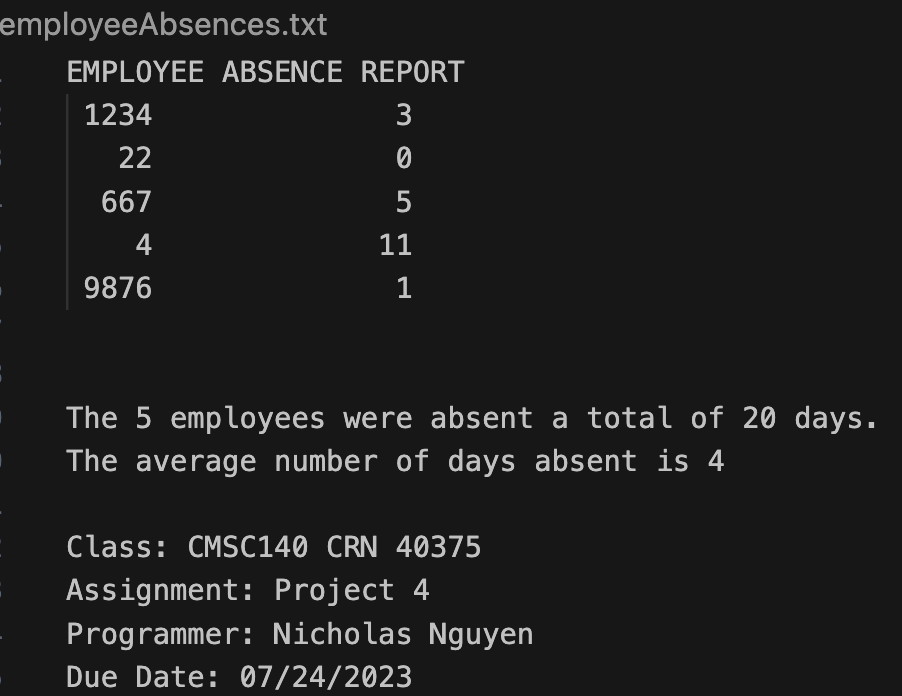 employeeAbsences.txt
EMPLOYEE ABSENCE REPORT
1234 3
22 0
667 5
4 11
9876 1
The 5 employees were absent a total of 20 days.
The average number of days absent is 4
Class: CMSC140 CRN 40375
Assignment: Project 4
Programmer: Nicholas Nguyen
Due Date: 07/24/2023